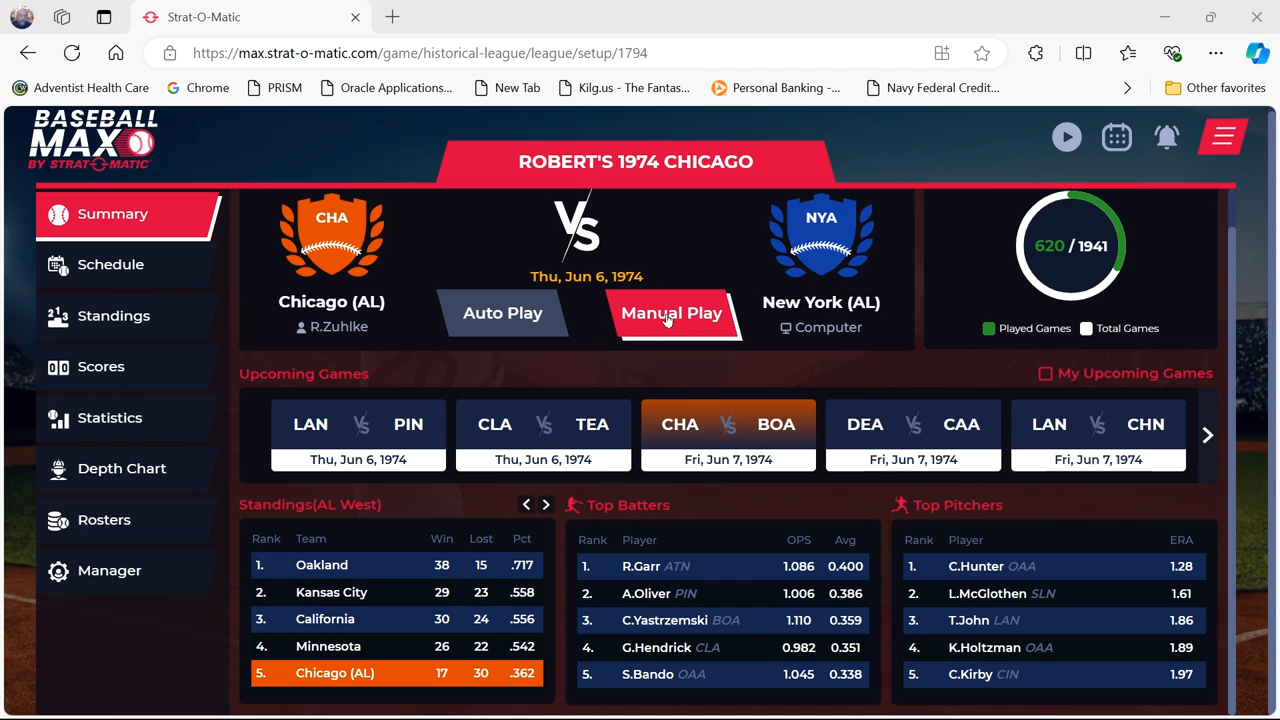 Strat-O-Matic
https://max.strat-o-matic.com/game/historical-league/league/setup/1794
Adventist Health Care Chrome PRISM Oracle Applications... New Tab Kilg.us - The Fantas... Personal Banking -... Navy Federal Credit... Other favorites
BASEBALL
MAX
BY STRAT-O-MATIC
ROBERT'S 1974 CHICAGO
Summary
Schedule
Standings
Scores
Statistics
Depth Chart
Rosters
Manager
CHA VS NYA
Thu, Jun 6, 1974
Chicago (AL) Auto Play Manual Play New York (AL)
R.Zuhlke Computer
620 / 1941
Played Games Total Games
Upcoming Games My Upcoming Games
LAN VS PIN CLA VS TEA CHA VS BOA DEA VS CAA LAN VS CHN
Thu, Jun 6, 1974 Thu, Jun 6, 1974 Fri, Jun 7, 1974 Fri, Jun 7, 1974 Fri, Jun 7, 1974
Standings(AL West)
Rank Team Win Lost Pct
1. Oakland 38 15 .717
2. Kansas City 29 23 .558
3. California 30 24 .556
4. Minnesota 26 22 .542
5. Chicago (AL) 17 30 .362
Top Batters
Rank Player OPS Avg
1. R.Garr ATN 1.086 0.400
2. A.Oliver PIN 1.006 0.386
3. C.Yastrzemski BOA 1.110 0.359
4. G.Hendrick CLA 0.982 0.351
5. S.Bando OAA 1.045 0.338
Top Pitchers
Rank Player ERA
1. C.Hunter OAA 1.28
2. L.McGlothen SLN 1.61
3. T.John LAN 1.86
4. K.Holtzman OAA 1.89
5. C.Kirby CIN 1.97